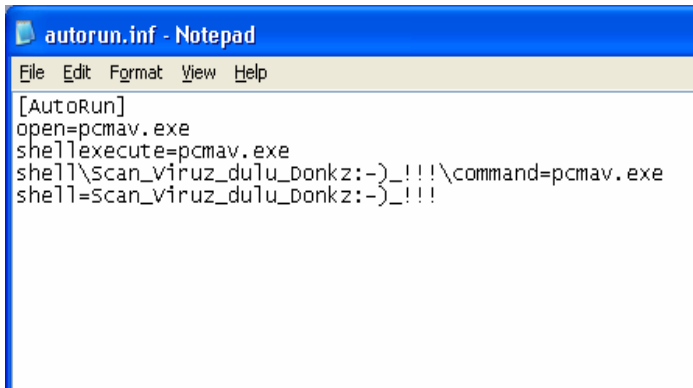 autorun.inf - Notepad
File Edit Format View Help
[AutoRun]
open=pcmav.exe
shellexecute=pcmav.exe
shell\Scan_Viruz_dulu_Donkz:-)_!!!\command=pcmav.exe
shell=Scan_Viruz_dulu_Donkz:-)_!!!